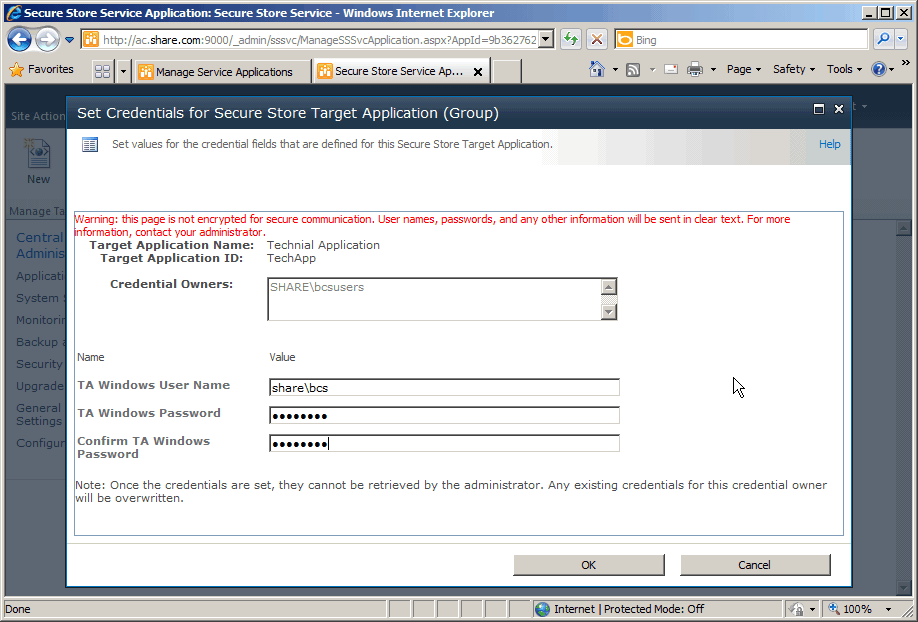 Secure Store Service Application: Secure Store Service - Windows Internet Explorer
http://ac.share.com:9000/_admin/sssvc/ManageSSSvcApplication.aspx?AppId=9b362762
Bing
Favorites
Manage Service Applications
Secure Store Service Ap...
Page
Safety
Tools
Site Action
New
Manage Ta
Central
Adminis
Applicati
System S
Monitorin
Backup a
Security
Upgrade
General
Settings
Configur
Set Credentials for Secure Store Target Application (Group)
Set values for the credential fields that are defined for this Secure Store Target Application.
Help
Warning: this page is not encrypted for secure communication. User names, passwords, and any other information will be sent in clear text. For more
information, contact your administrator.
Target Application Name: Technial Application
Target Application ID: TechApp
Credential Owners: SHARE\bcsusers
Name Value
TA Windows User Name share\bcs
TA Windows Password ●●●●●●●●
Confirm TA Windows ●●●●●●●●
Password
Note: Once the credentials are set, they cannot be retrieved by the administrator. Any existing credentials for this credential owner
will be overwritten.
OK Cancel
Done Internet | Protected Mode: Off 100%